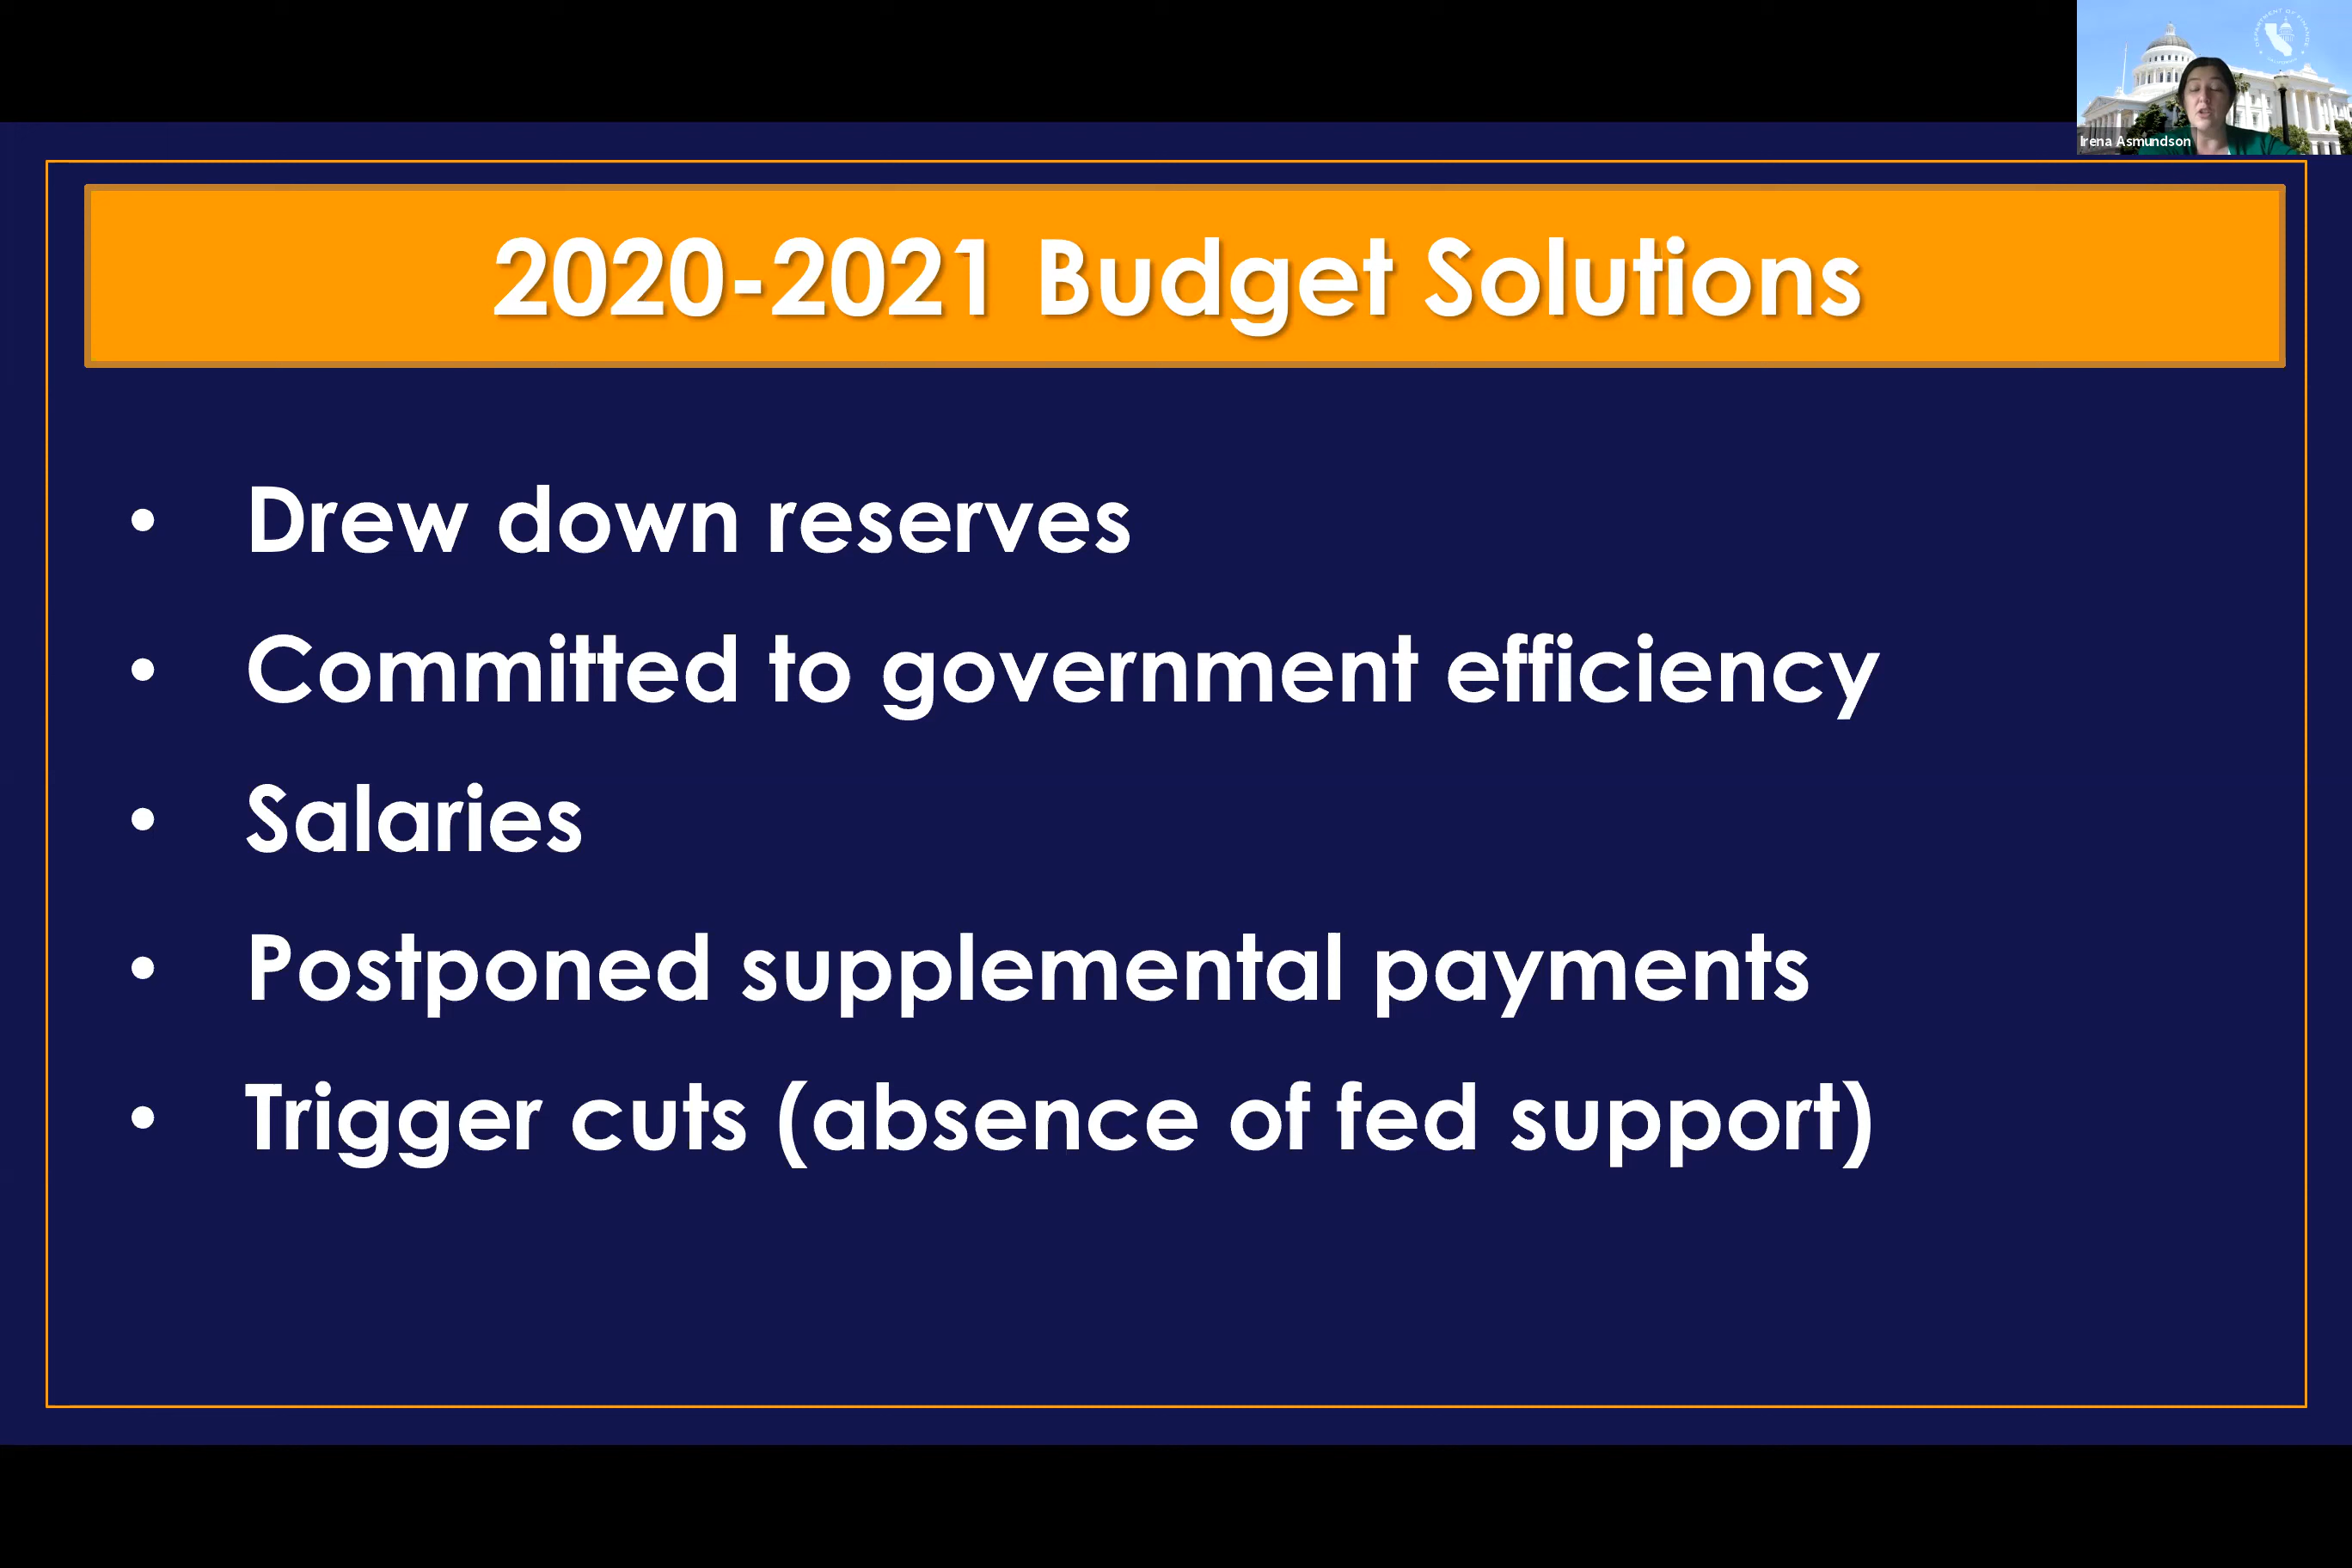 Irena Asmundson
2020-2021 Budget Solutions
• Drew down reserves
• Committed to government efficiency
• Salaries
• Postponed supplemental payments
• Trigger cuts (absence of fed support)